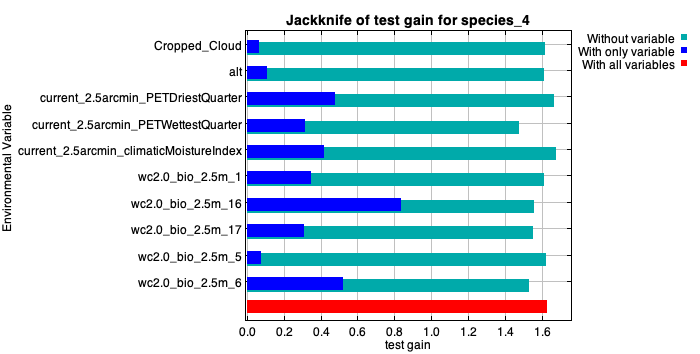 Jackknife of test gain for species_4
Without variable
With only variable
With all variables
Environmental Variable
Cropped_Cloud
alt
current_2.5arcmin_PETDriestQuarter
current_2.5arcmin_PETWettestQuarter
current_2.5arcmin_climaticMoistureIndex
wc2.0_bio_2.5m_1
wc2.0_bio_2.5m_16
wc2.0_bio_2.5m_17
wc2.0_bio_2.5m_5
wc2.0_bio_2.5m_6
0.0 0.2 0.4 0.6 0.8 1.0 1.2 1.4 1.6
test gain